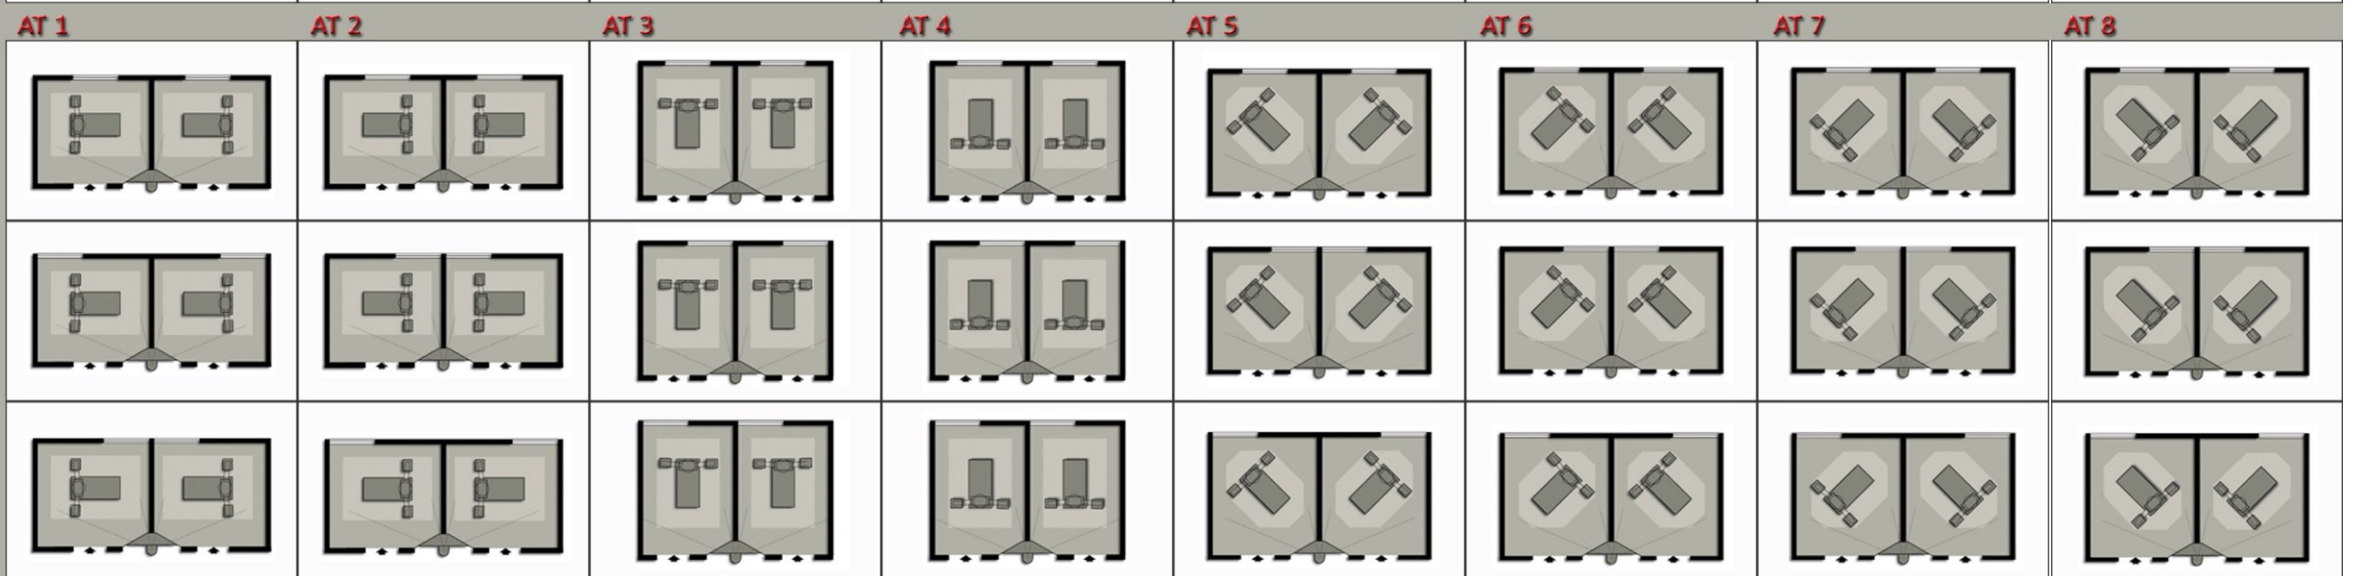 AT 1 AT 2 AT 3 AT 4 AT 5 AT 6 AT 7 AT 8